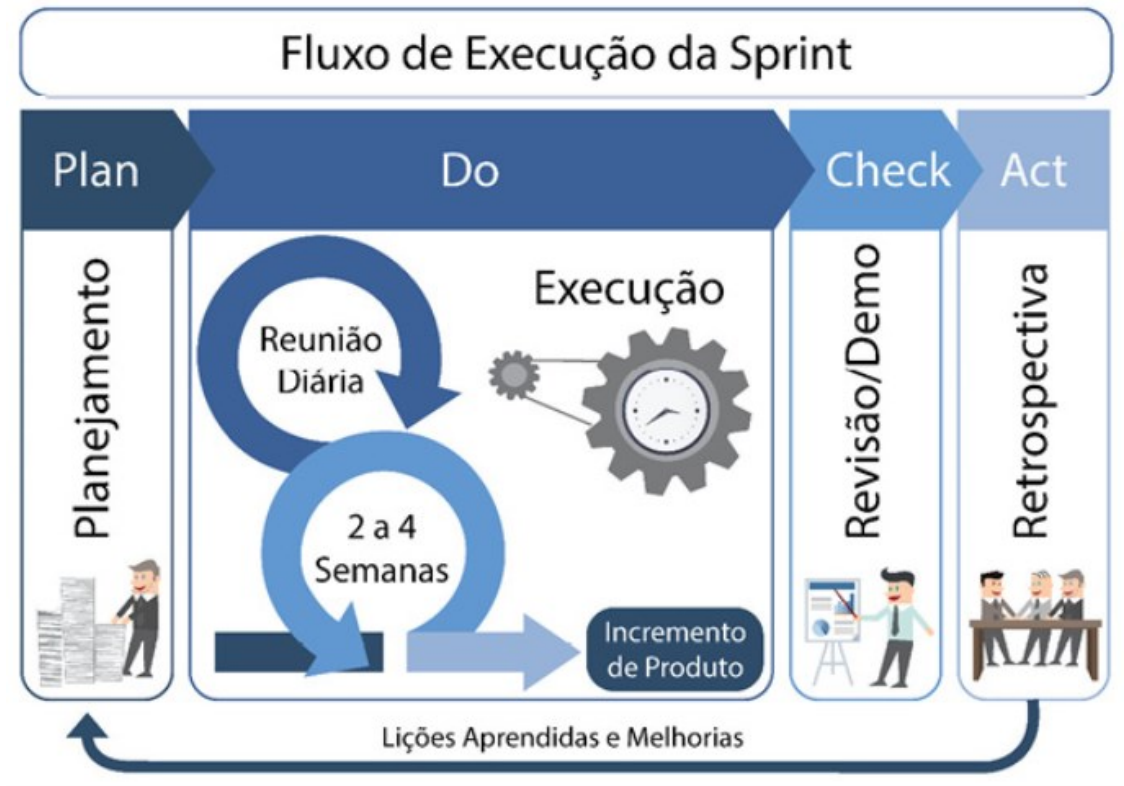 Fluxo de Execução da Sprint
Plan
Do
Check
Act
Planejamento
Reunião
Diária
Execução
2 a 4
Semanas
Incremento
de Produto
Revisão/Demo
Retrospectiva
Lições Aprendidas e Melhorias